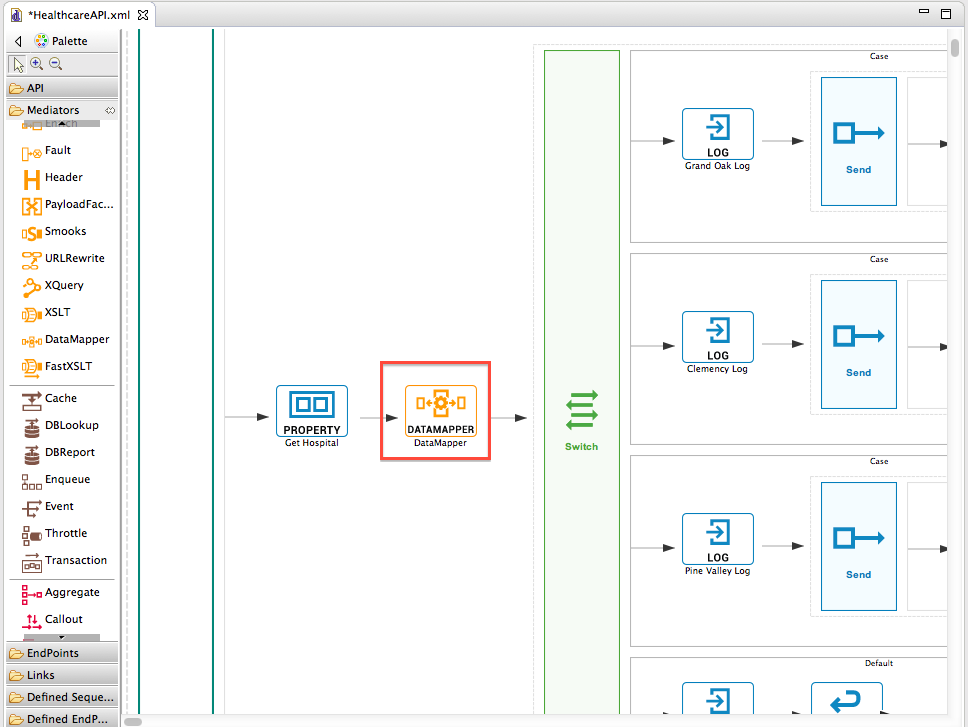 *HealthcareAPI.xml
Palette
API
Mediators
Fault
Header
PayloadFac...
Smooks
URLRewrite
XQuery
XSLT
DataMapper
FastXSLT
Cache
DBLookup
DBReport
Enqueue
Event
Throttle
Transaction
Aggregate
Callout
EndPoints
Links
Defined Seque...
Defined EndP...
PROPERTY
Get Hospital
DATAMAPPER
DataMapper
Switch
Case
LOG
Grand Oak Log
Send
Case
LOG
Clemency Log
Send
Case
LOG
Pine Valley Log
Send
Default